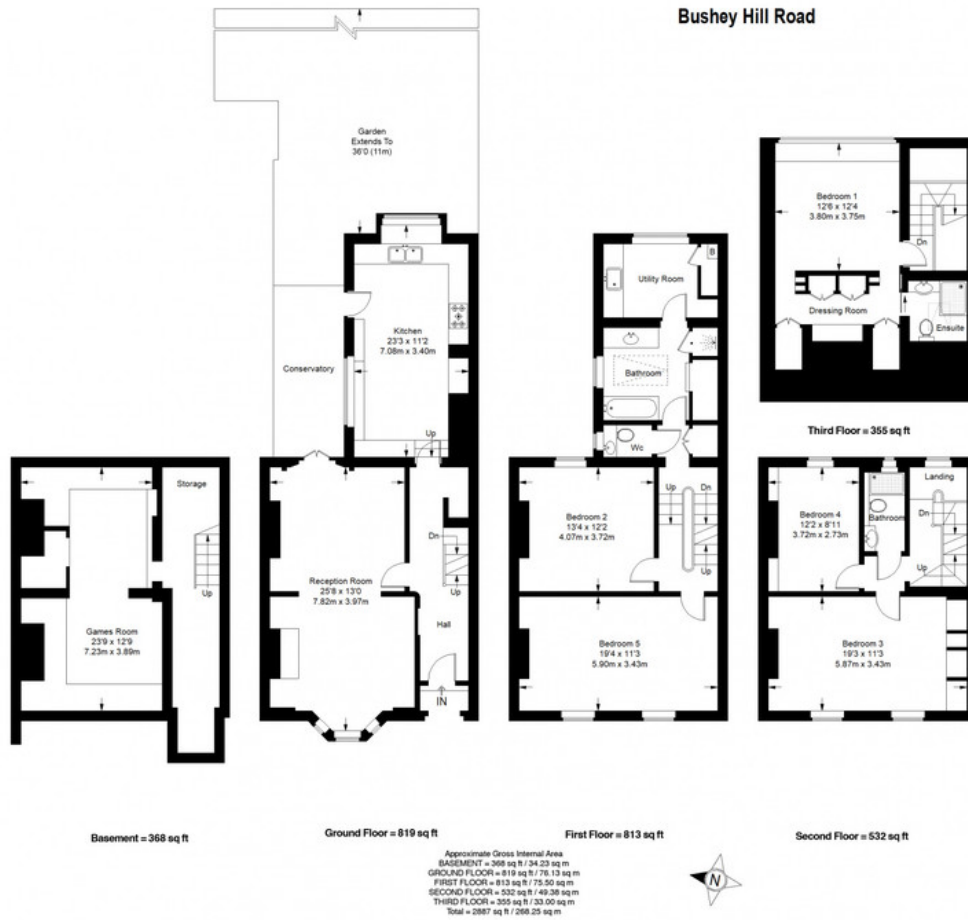 Bushey Hill Road
Garden
Extends To
36'0 (11m)
Kitchen
23'3 x 11'2
7.08m x 3.40m
Conservatory
Up
Reception Room
25'8 x 13'0
7.82m x 3.97m
Dn
Up
Hall
IN
Storage
Up
Games Room
23'9 x 12'9
7.23m x 3.89m
B
Utility Room
Bathroom
Wc
Up
Dn
Up
Bedroom 2
13'4 x 12'2
4.07m x 3.72m
Bedroom 5
19'4 x 11'3
5.90m x 3.43m
Bedroom 1
12'6 x 12'4
3.80m x 3.75m
Dn
Dressing Room
Ensuite
Third Floor = 355 sq ft
Landing
Bedroom 4
12'2 x 8'11
3.72m x 2.73m
Bathroom
Dn
Up
Bedroom 3
19'3 x 11'3
5.87m x 3.43m
Basement = 368 sq ft
Ground Floor = 819 sq ft
First Floor = 813 sq ft
Second Floor = 532 sq ft
Approximate Gross Internal Area
BASEMENT = 368 sq ft / 34.23 sq m
GROUND FLOOR = 819 sq ft / 76.13 sq m
FIRST FLOOR = 813 sq ft / 75.50 sq m
SECOND FLOOR = 532 sq ft / 49.38 sq m
THIRD FLOOR = 355 sq ft / 33.00 sq m
Total = 2887 sq ft / 268.25 sq m
N